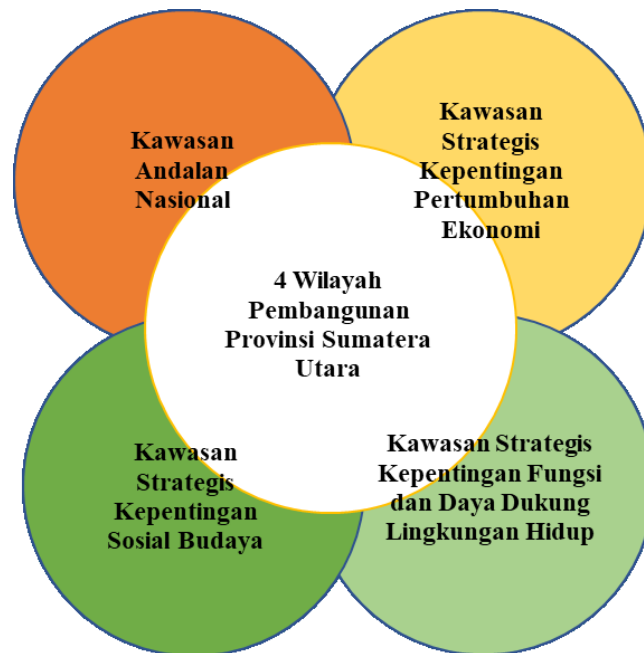 Kawasan
Andalan
Nasional
Kawasan
Strategis
Kepentingan
Pertumbuhan
Ekonomi
4 Wilayah
Pembangunan
Provinsi Sumatera
Utara
Kawasan
Strategis
Kepentingan
Sosial Budaya
Kawasan Strategis
Kepentingan Fungsi
dan Daya Dukung
Lingkungan Hidup